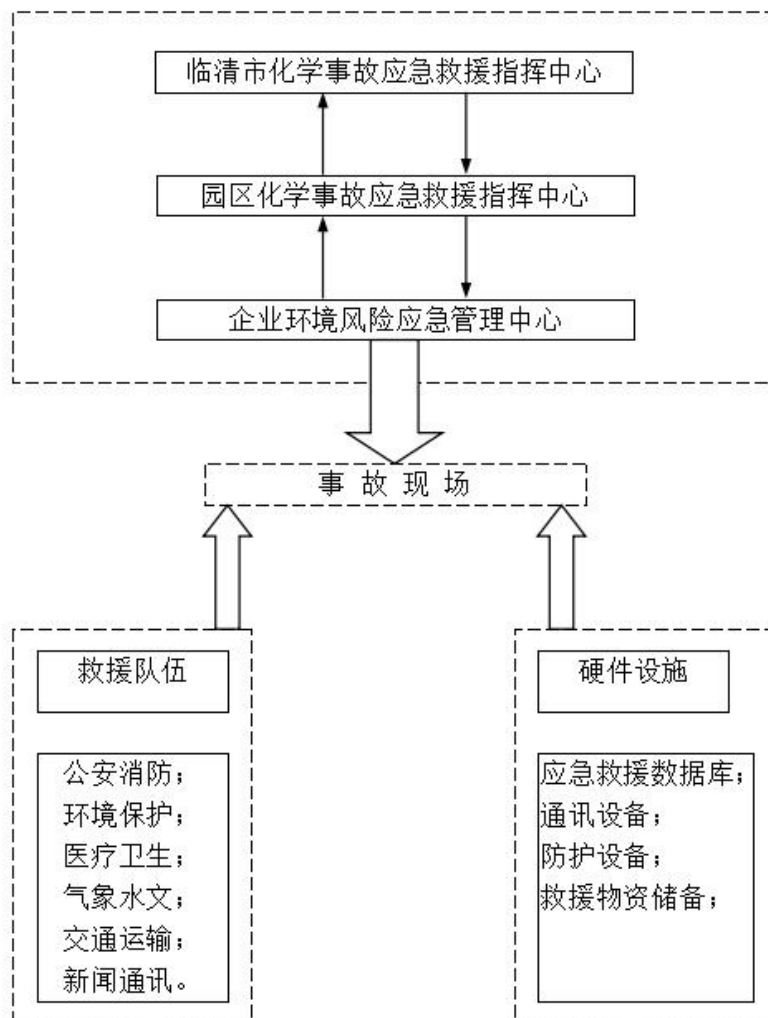 临清市化学事故应急救援指挥中心
园区化学事故应急救援指挥中心
企业环境风险应急管理中心
事 故 现 场
救援队伍
公安消防；
环境保护；
医疗卫生；
气象水文；
交通运输；
新闻通讯。
硬件设施
应急救援数据库；
通讯设备；
防护设备；
救援物资储备；